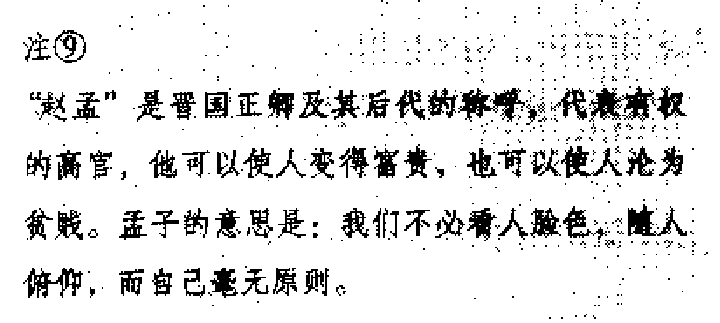 注⑨
“赵孟”是晋国正卿及其后代的称呼，代表有权
的高官，他可以使人变得富贵、也可以使人沦为
贫贱。孟子的意思是：我们不必看人脸色，随人
俯仰，而自己毫无原则。